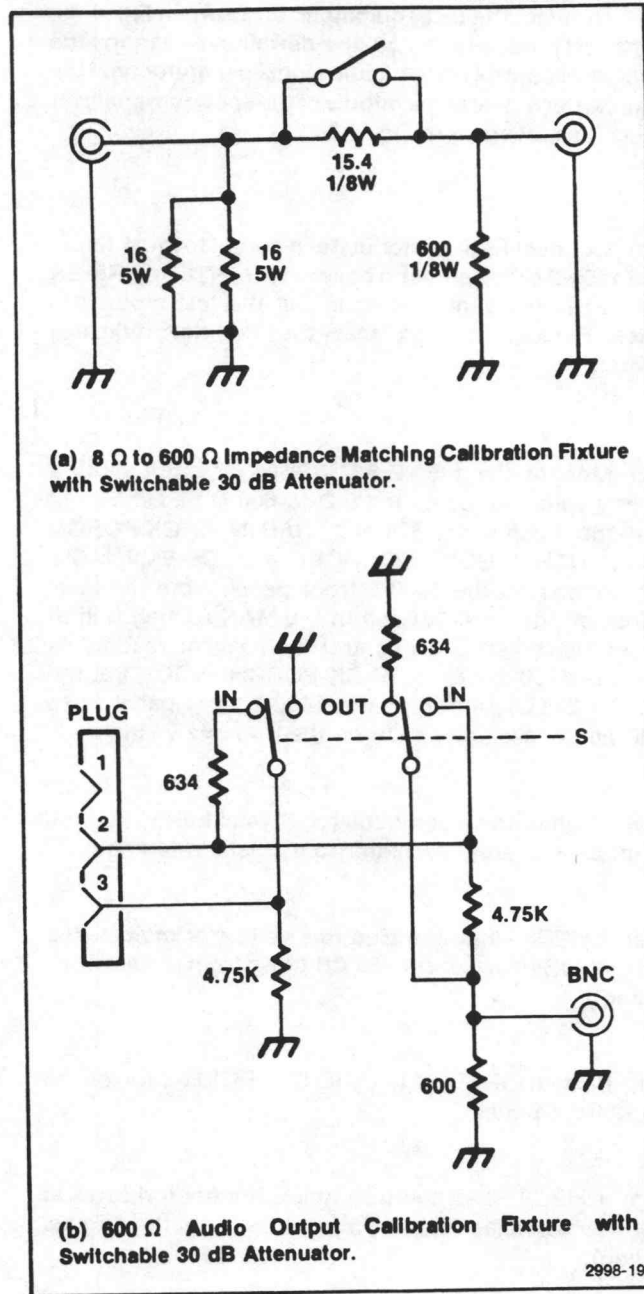 15.4
1/8W
16
5W
16
5W
600
1/8W
(a) 8 Ω to 600 Ω Impedance Matching Calibration Fixture
with Switchable 30 dB Attenuator.
634
IN
OUT
IN
PLUG
S
1
634
2
3
4.75K
4.75K
BNC
600
(b) 600 Ω Audio Output Calibration Fixture with
Switchable 30 dB Attenuator.
2998-19